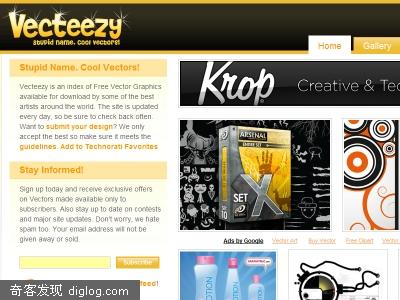 Vecteezy
Stupid name. Cool vectors!
Home
Gallery
Stupid Name. Cool Vectors!
Vecteezy is an index of Free Vector Graphics
available for download by some of the best
artists around the world. The site is updated
every day, so be sure to check back often.
Want to submit your design? We only
accept the best so make sure it meets the
guidelines. Add to Technorati Favorites
Stay Informed!
Sign up today and receive exclusive offers
on Vectors made available only to
subscribers. Also stay up to date on contests
and major site updates. Don't worry, we hate
spam too. Your email address will not be
given away or sold.
Subscribe
feed!
Krop
Creative & Tec
ARSENAL
ENTIRE SET
SET
X
Ads by Google
Vector Art
Buy Vector
Free Clipart
Vector
LOTION
LOTION
奇客发现 diglog.com